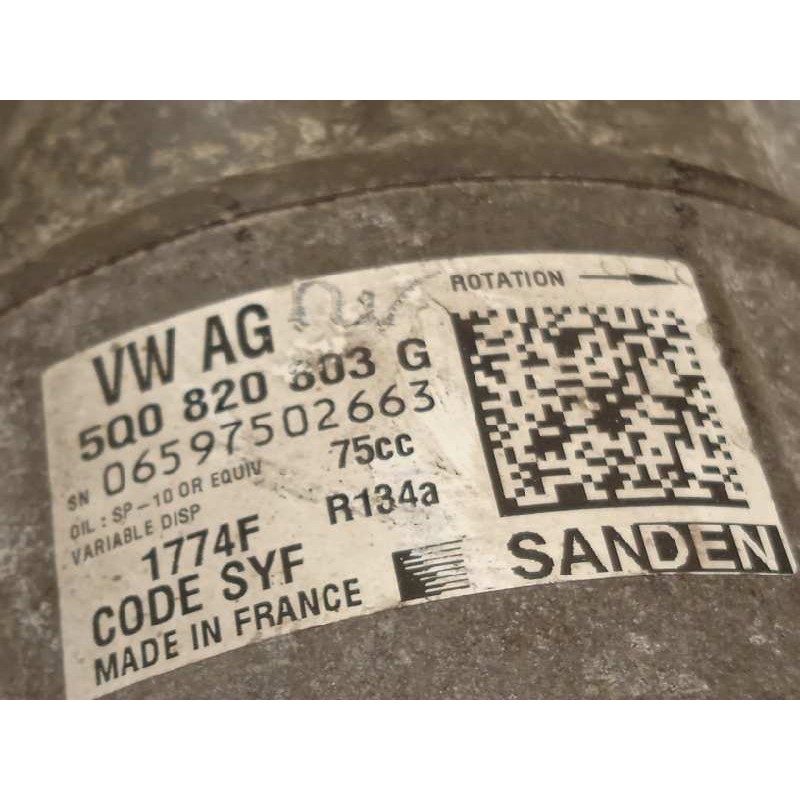 ROTATION
VW AG
5Q0 820 803 G
SN 06597502663
OIL : SP-10 OR EQUIV 75cc
VARIABLE DISP R134a
1774F
CODE SYF
MADE IN FRANCE
SANDEN